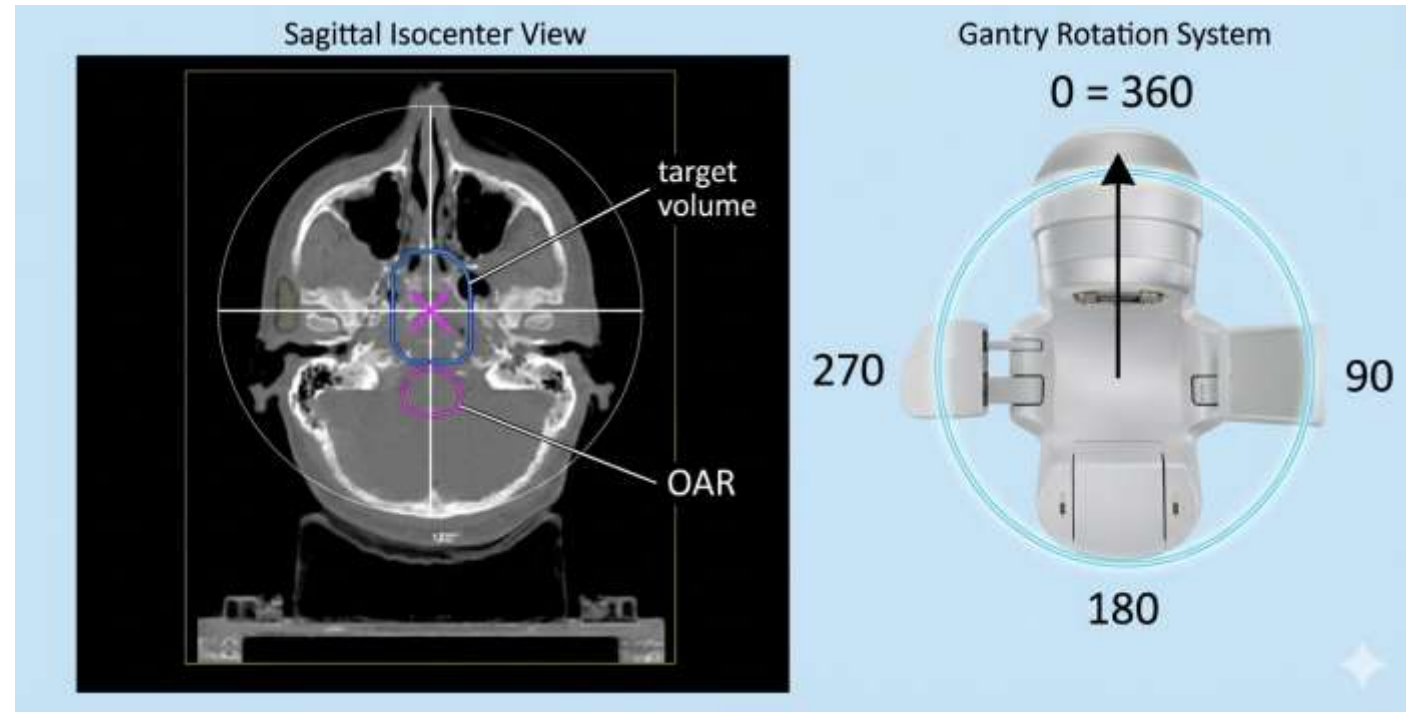 Sagittal Isocenter View
target
volume
OAR
Gantry Rotation System
0 = 360
270
90
180